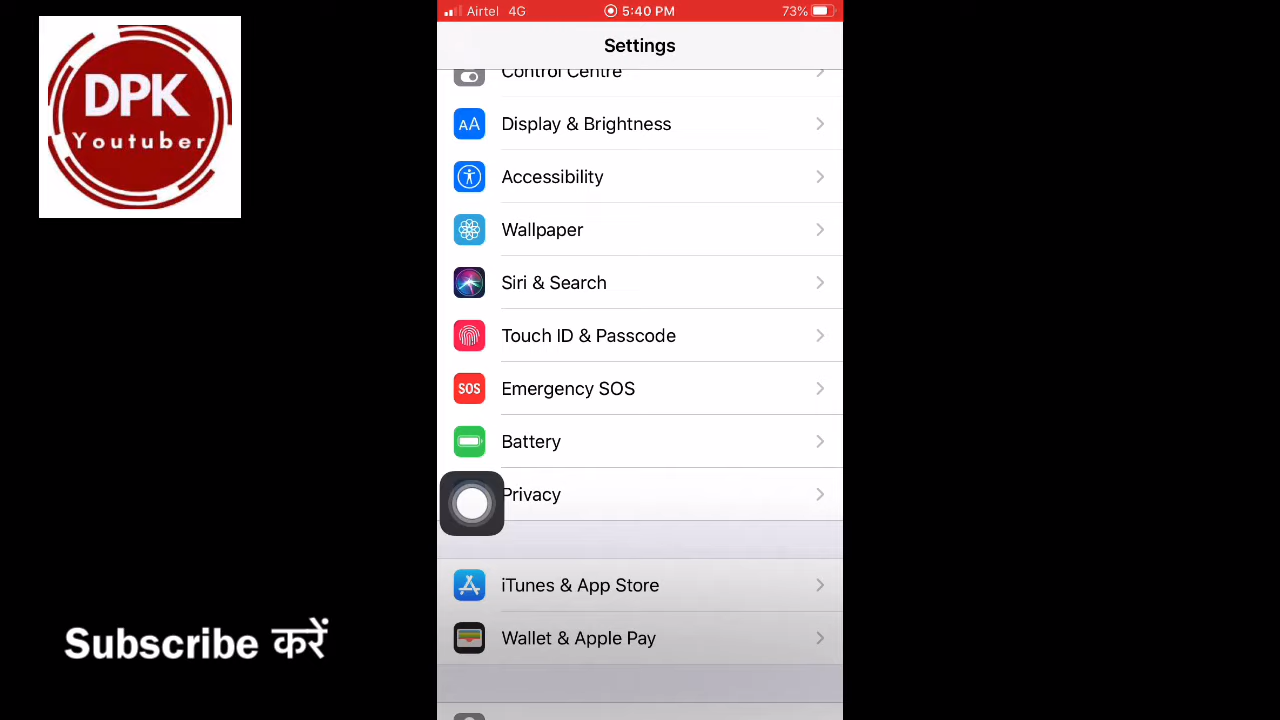 DPK
Youtuber
Airtel 4G 5:40 PM 73%
Settings
Control Centre
AA Display & Brightness
Accessibility
Wallpaper
Siri & Search
Touch ID & Passcode
SOS Emergency SOS
Battery
Privacy
iTunes & App Store
Wallet & Apple Pay
Subscribe करें